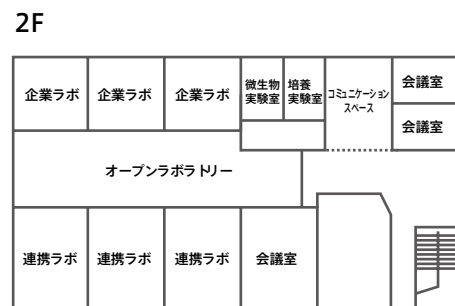 2F
企業ラボ
企業ラボ
企業ラボ
微生物
実験室
培養
実験室
コミュニケーション
スペース
会議室
会議室
オープンラボラトリー
連携ラボ
連携ラボ
連携ラボ
会議室